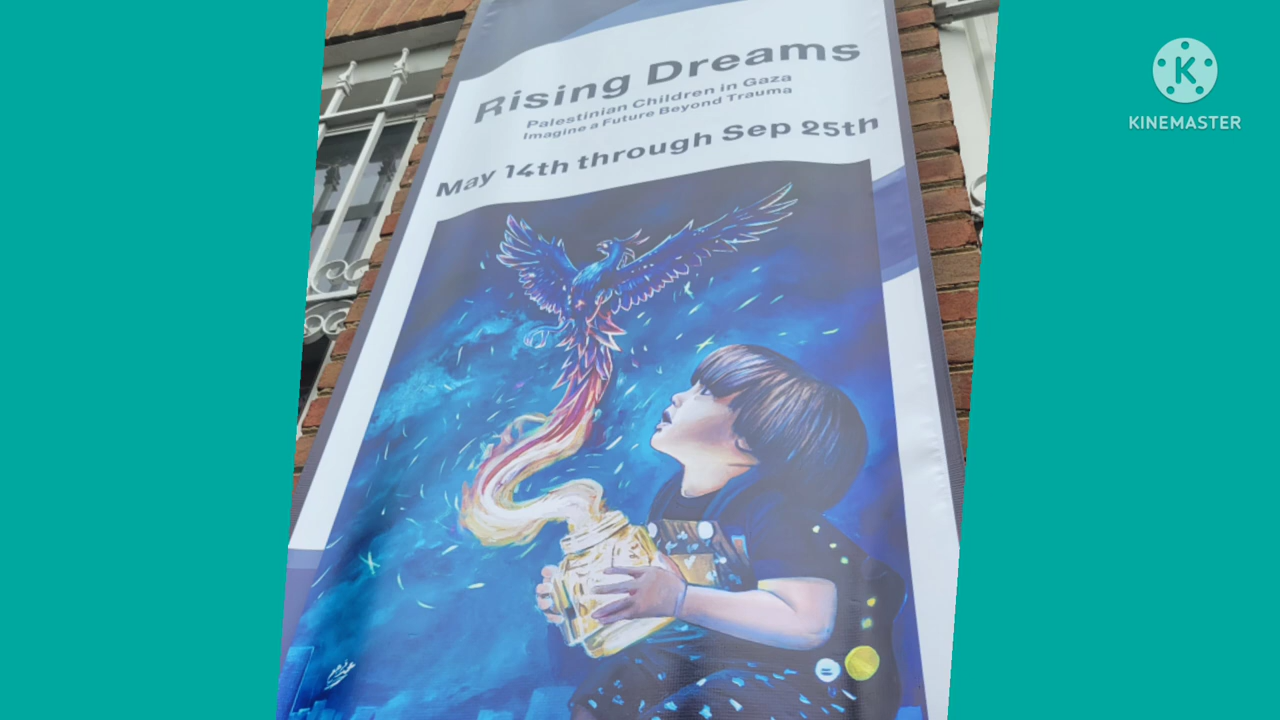 Rising Dreams
Palestinian Children in Gaza
Imagine a Future Beyond Trauma
May 14th through Sep 25th
K
KINEMASTER